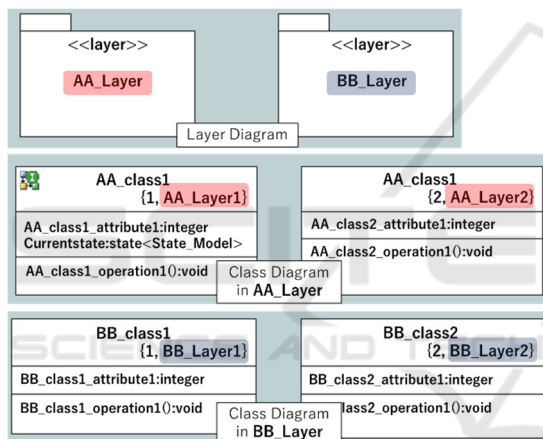 <<layer>>
AA_Layer
<<layer>>
BB_Layer
Layer Diagram
AA_class1
{1, AA_Layer1}
AA_class1_attribute1:integer
Currentstate:state<State_Model>
AA_class1_operation1():void
AA_class1
{2, AA_Layer2}
AA_class2_attribute1:integer
AA_class2_operation1():void
Class Diagram
in AA_Layer
BB_class1
{1, BB_Layer1}
BB_class1_attribute1:integer
BB_class1_operation1():void
BB_class2
{2, BB_Layer2}
BB_class2_attribute1:integer
lass2_operation1():void
Class Diagram
in BB_Layer